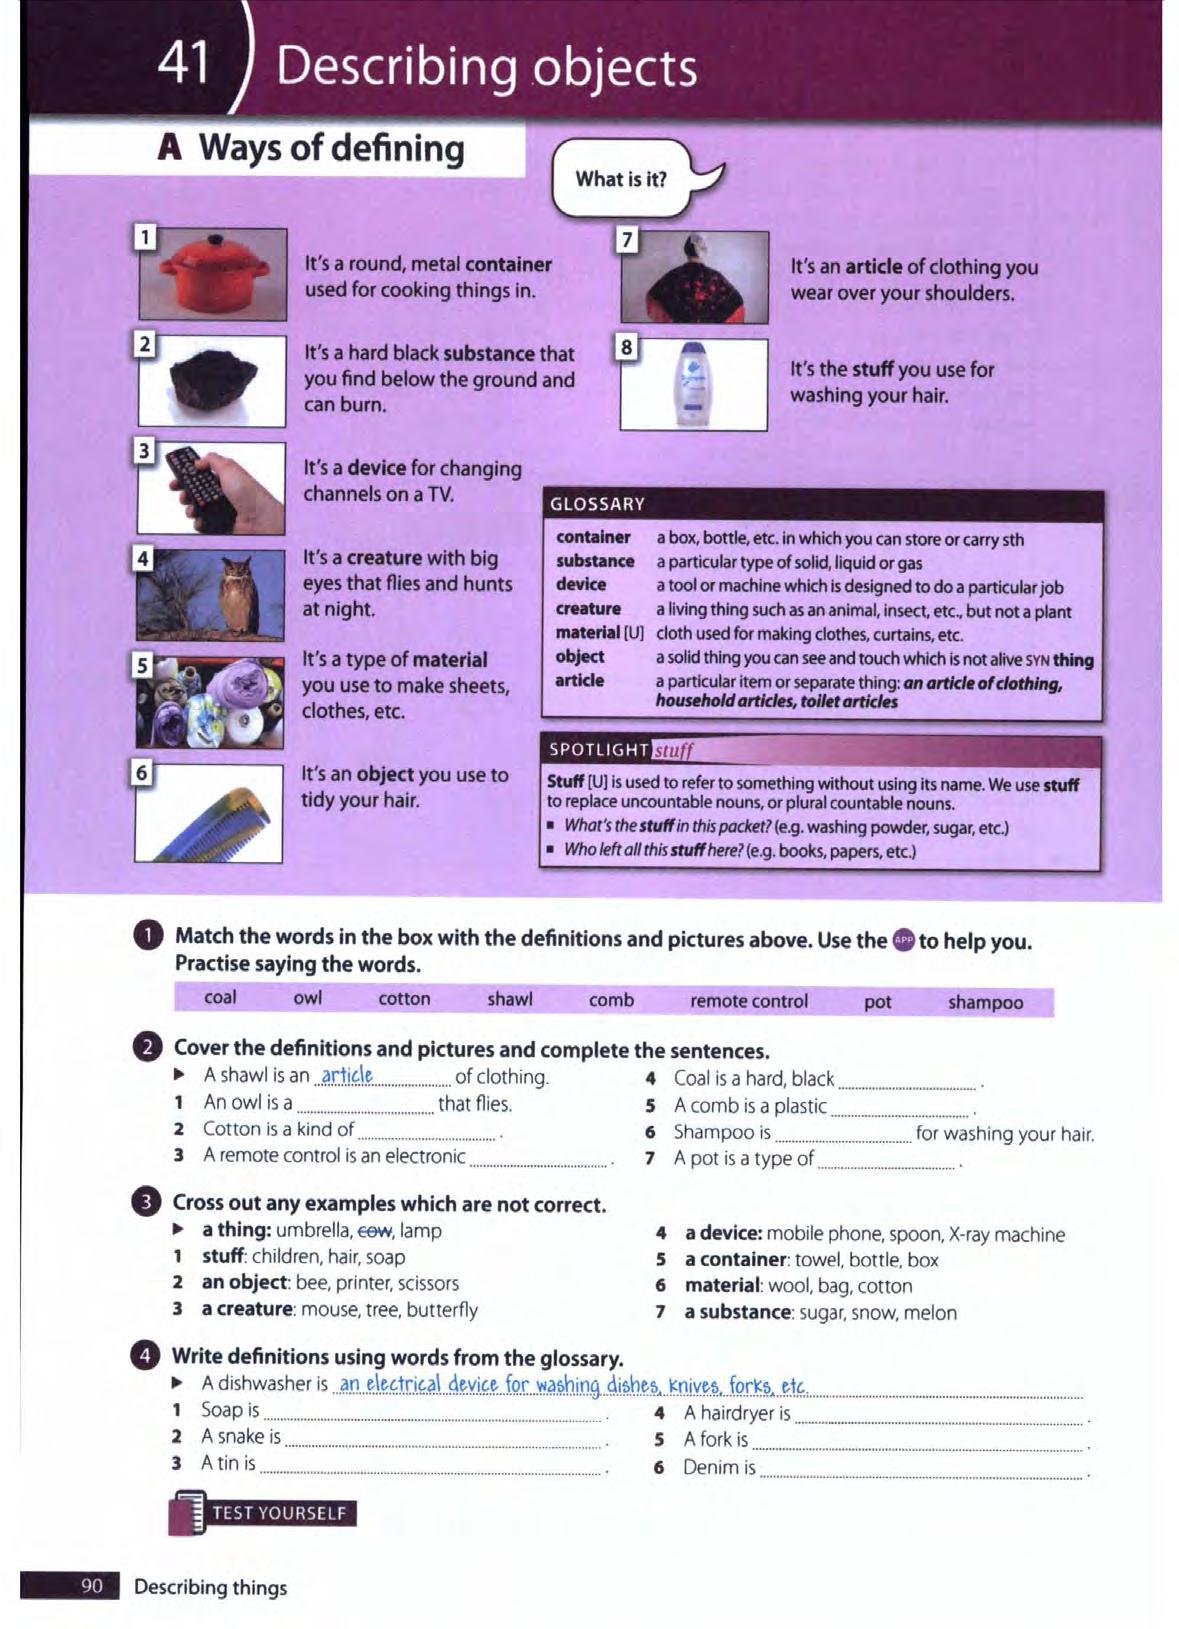 41 Describing objects
A Ways of defining
What is it?
1
It's a round, metal container
used for cooking things in.
2
It's a hard black substance that
you find below the ground and
can burn.
3
It's a device for changing
channels on a TV.
4
It's a creature with big
eyes that flies and hunts
at night.
5
It's a type of material
you use to make sheets,
clothes, etc.
6
It's an object you use to
tidy your hair.
7
It's an article of clothing you
wear over your shoulders.
8
It's the stuff you use for
washing your hair.
GLOSSARY
container a box, bottle, etc. in which you can store or carry sth
substance a particular type of solid, liquid or gas
device a tool or machine which is designed to do a particular job
creature a living thing such as an animal, insect, etc., but not a plant
material [U] cloth used for making clothes, curtains, etc.
object a solid thing you can see and touch which is not alive SYN thing
article a particular item or separate thing: an article of clothing,
household articles, toilet articles
SPOTLIGHT stuff
Stuff [U] is used to refer to something without using its name. We use stuff
to replace uncountable nouns, or plural countable nouns.
▪ What's the stuff in this packet? (e.g. washing powder, sugar, etc.)
▪ Who left all this stuff here? (e.g. books, papers, etc.)
1 Match the words in the box with the definitions and pictures above. Use the APP to help you.
Practise saying the words.
coal owl cotton shawl comb remote control pot shampoo
2 Cover the definitions and pictures and complete the sentences.
▶ A shawl is an article of clothing.
1 An owl is a ........ that flies.
2 Cotton is a kind of ........ .
3 A remote control is an electronic ........ .
4 Coal is a hard, black ........ .
5 A comb is a plastic ........ .
6 Shampoo is ........ for washing your hair.
7 A pot is a type of ........ .
3 Cross out any examples which are not correct.
▶ a thing: umbrella, cow, lamp
1 stuff: children, hair, soap
2 an object: bee, printer, scissors
3 a creature: mouse, tree, butterfly
4 a device: mobile phone, spoon, X-ray machine
5 a container: towel, bottle, box
6 material: wool, bag, cotton
7 a substance: sugar, snow, melon
4 Write definitions using words from the glossary.
▶ A dishwasher is an electrical device for washing dishes, knives, forks, etc.
1 Soap is ........ .
2 A snake is ........ .
3 A tin is ........ .
4 A hairdryer is ........ .
5 A fork is ........ .
6 Denim is ........ .
TEST YOURSELF
90 Describing things